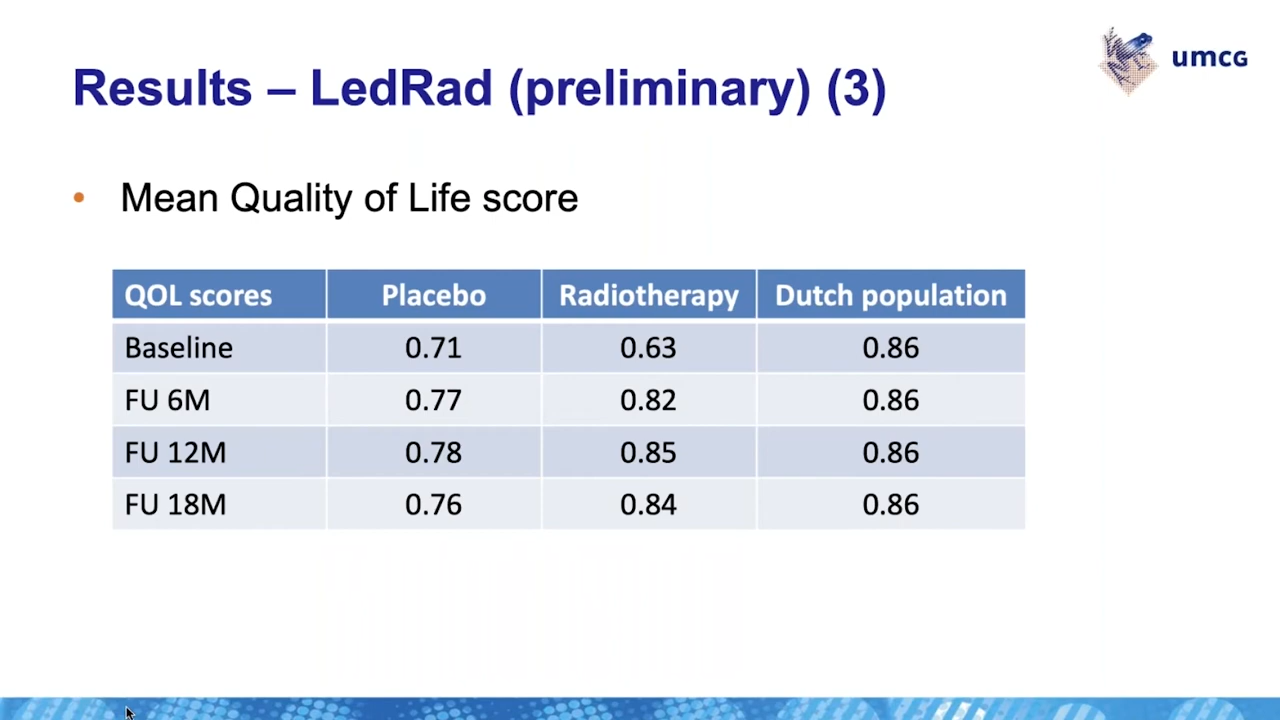 umcg
Results – LedRad (preliminary) (3)
• Mean Quality of Life score
QOL scores Placebo Radiotherapy Dutch population
Baseline 0.71 0.63 0.86
FU 6M 0.77 0.82 0.86
FU 12M 0.78 0.85 0.86
FU 18M 0.76 0.84 0.86